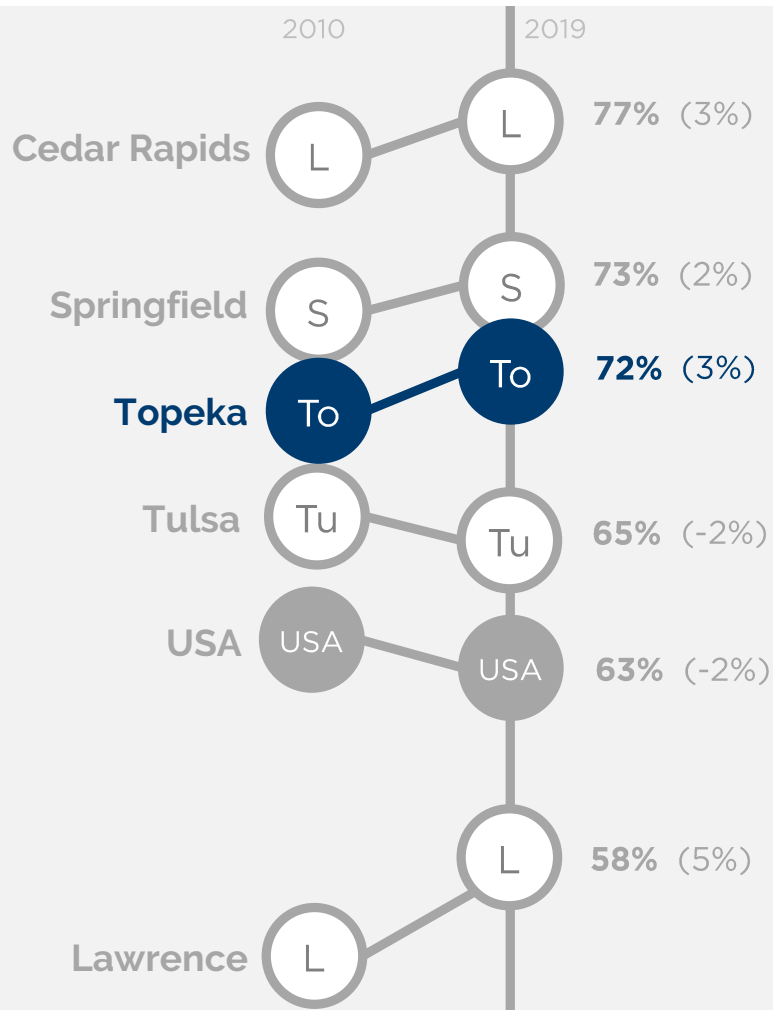 2010 2019
L 77% (3%)
Cedar Rapids L
S 73% (2%)
Springfield S
To 72% (3%)
Topeka To
Tulsa Tu
Tu 65% (-2%)
USA USA
USA 63% (-2%)
L 58% (5%)
Lawrence L